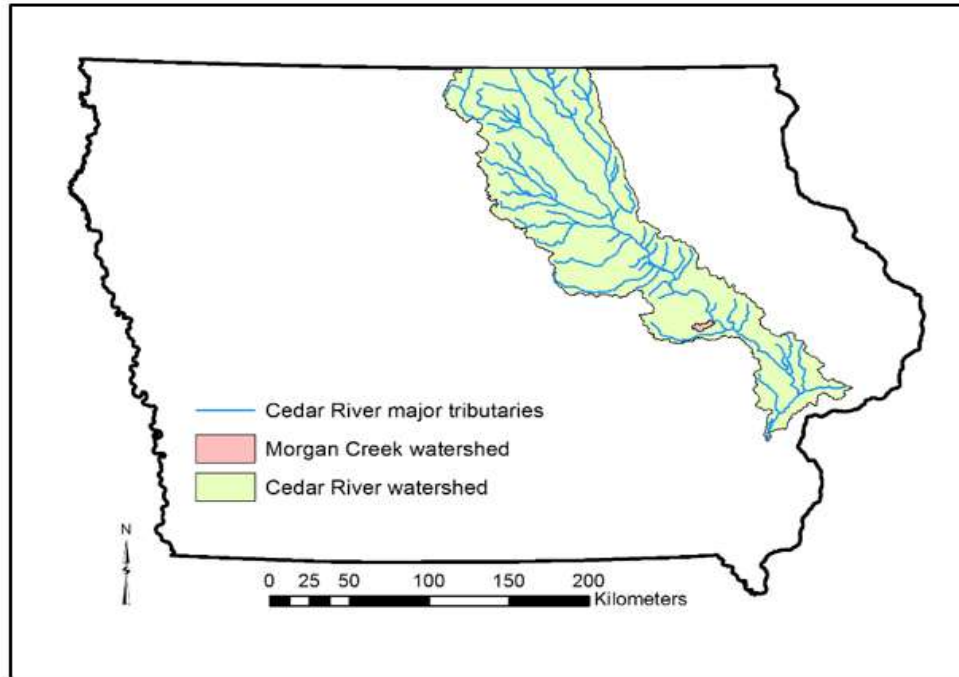 Cedar River major tributaries
Morgan Creek watershed
Cedar River watershed
N
0 25 50 100 150 200
Kilometers